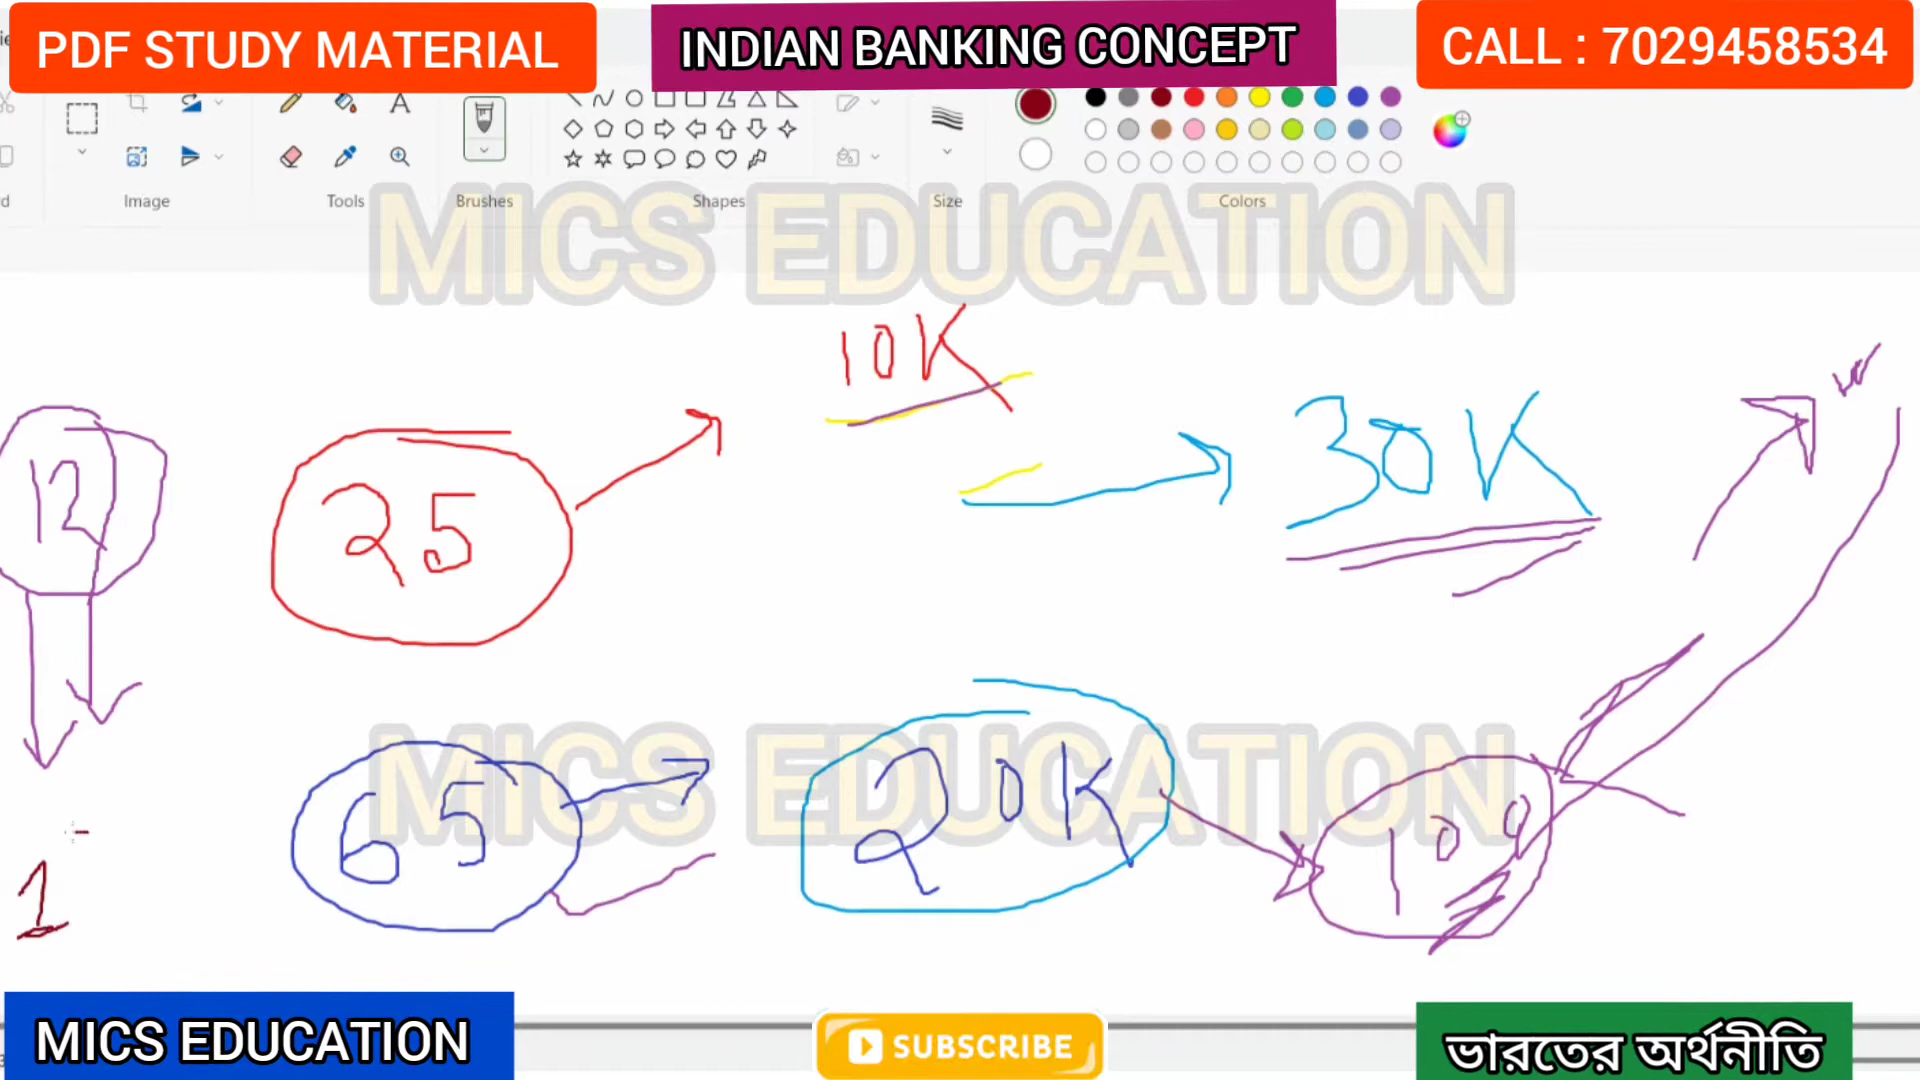 PDF STUDY MATERIAL
INDIAN BANKING CONCEPT
CALL : 7029458534
Image
Tools
Brushes
Shapes
Size
Colors
MICS EDUCATION
10K
30K
12
25
MICS EDUCATION
65
20K
100
1
MICS EDUCATION
SUBSCRIBE
ভারতের অর্থনীতি